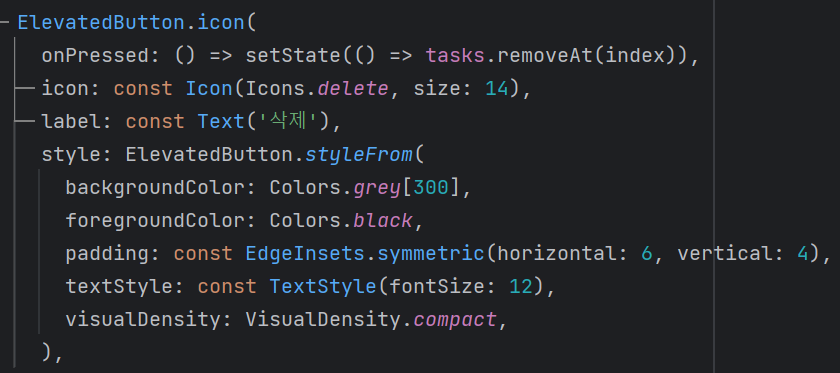 ElevatedButton.icon(
onPressed: () => setState(() => tasks.removeAt(index)),
icon: const Icon(Icons.delete, size: 14),
label: const Text('삭제'),
style: ElevatedButton.styleFrom(
backgroundColor: Colors.grey[300],
foregroundColor: Colors.black,
padding: const EdgeInsets.symmetric(horizontal: 6, vertical: 4),
textStyle: const TextStyle(fontSize: 12),
visualDensity: VisualDensity.compact,
),